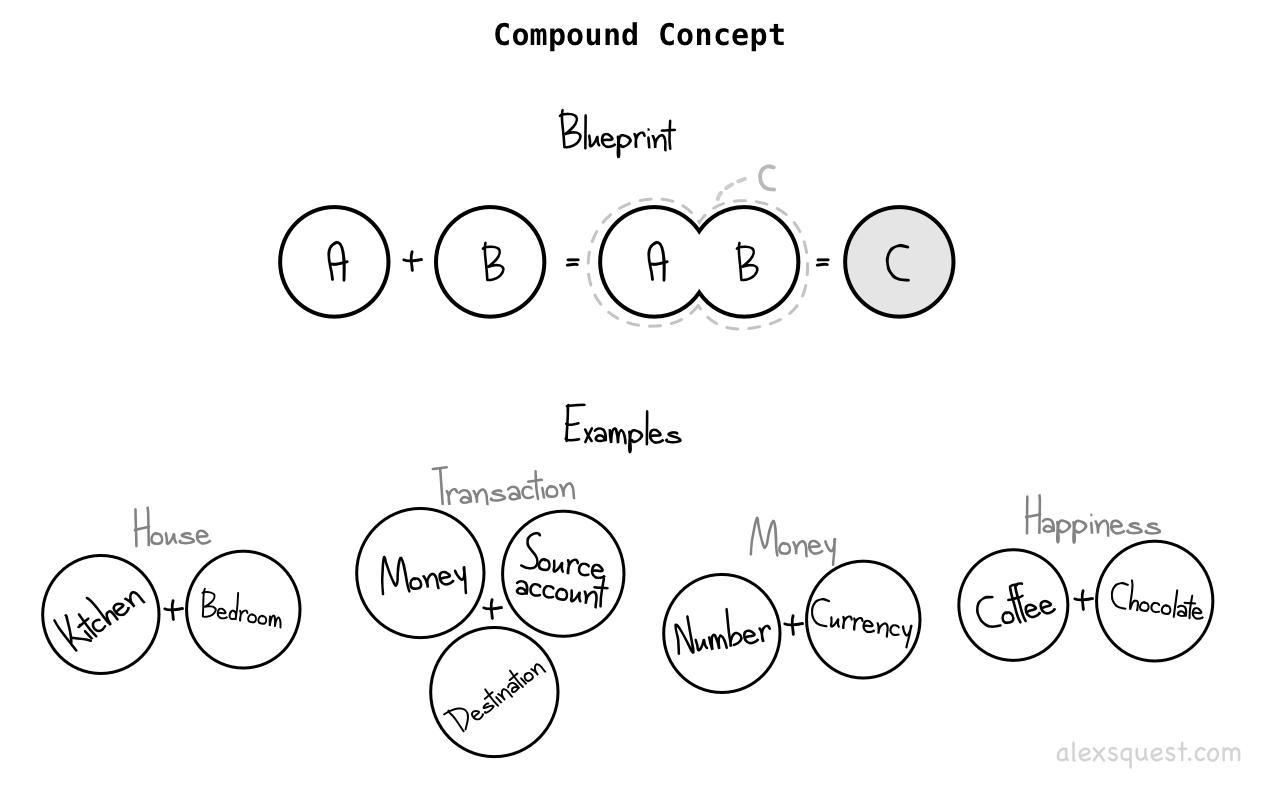 Compound Concept
Blueprint
C
A + B = A B = C
Examples
House
Kitchen + Bedroom
Transaction
Money + Source
account
Destination
Money
Number + Currency
Happiness
Coffee + Chocolate
alexsquest.com